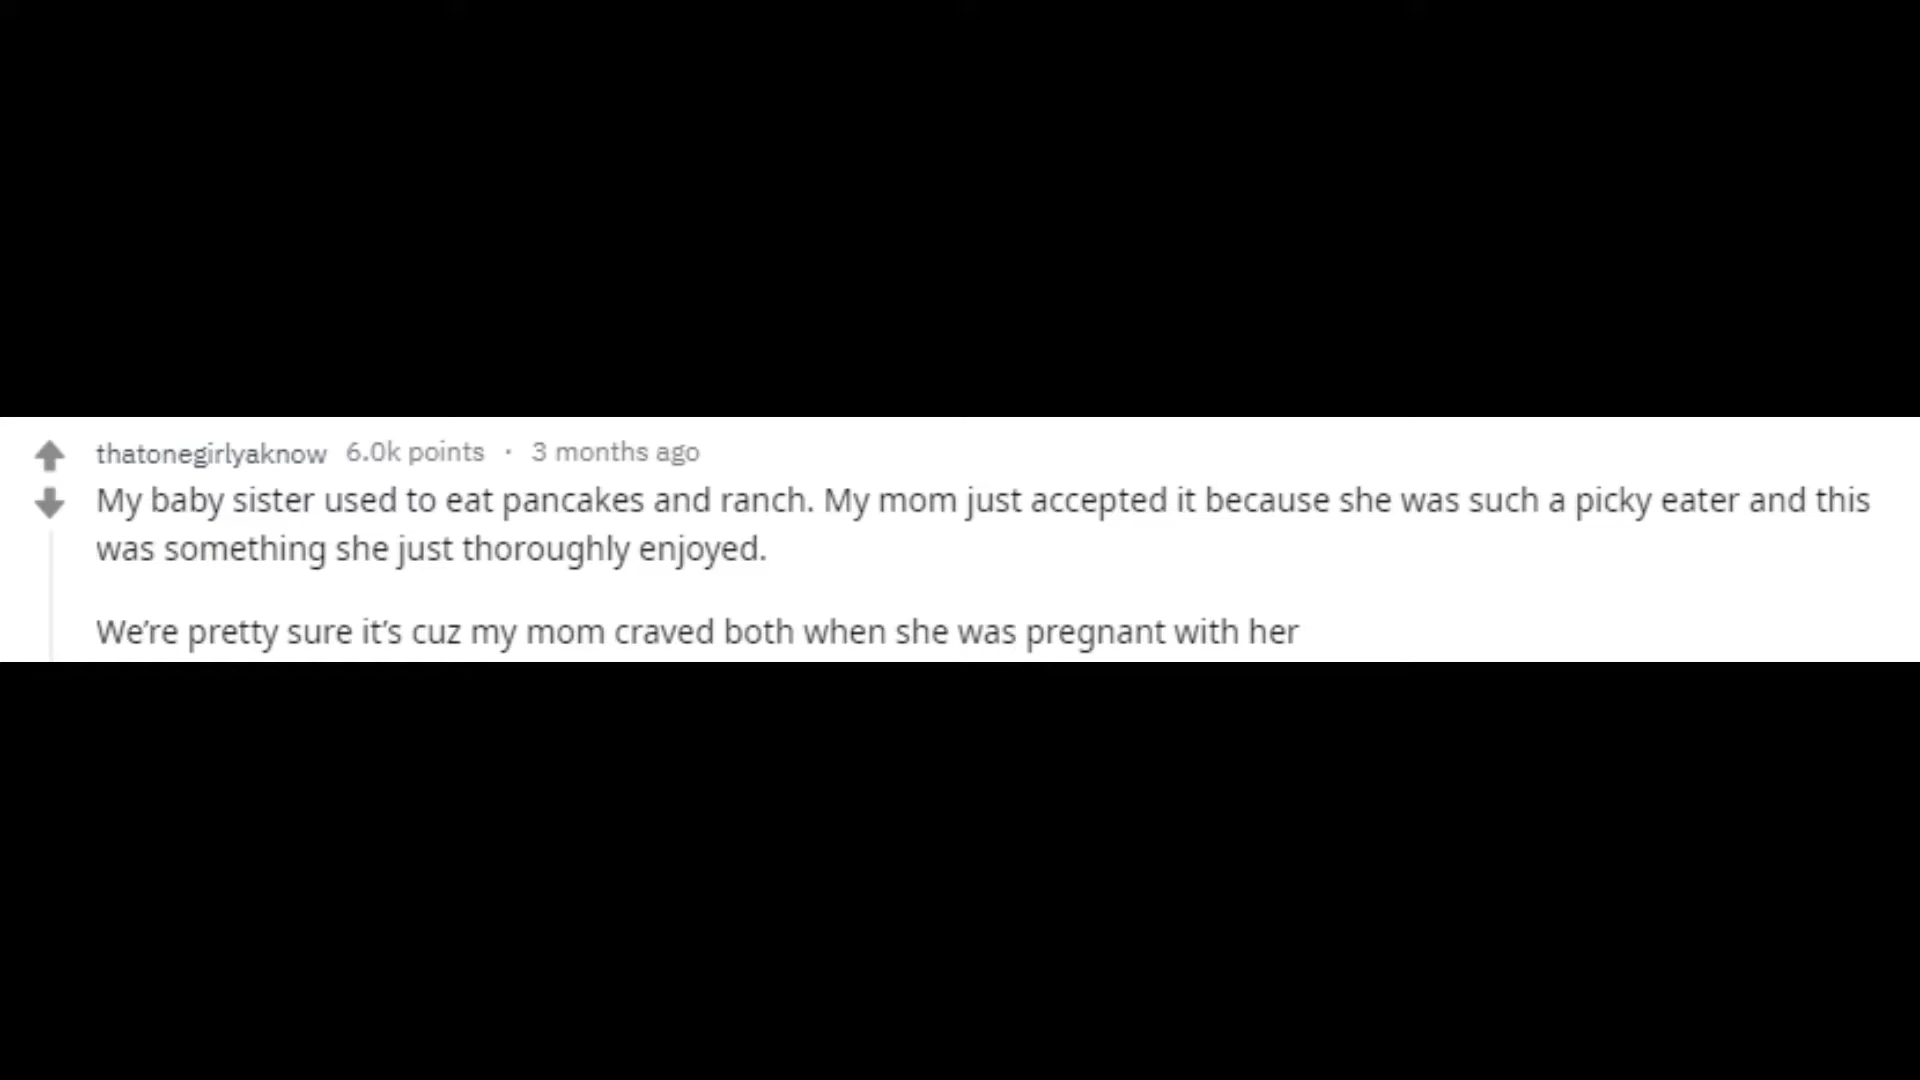 thatonegirlyaknow 6.0k points · 3 months ago
My baby sister used to eat pancakes and ranch. My mom just accepted it because she was such a picky eater and this
was something she just thoroughly enjoyed.
We’re pretty sure it’s cuz my mom craved both when she was pregnant with her